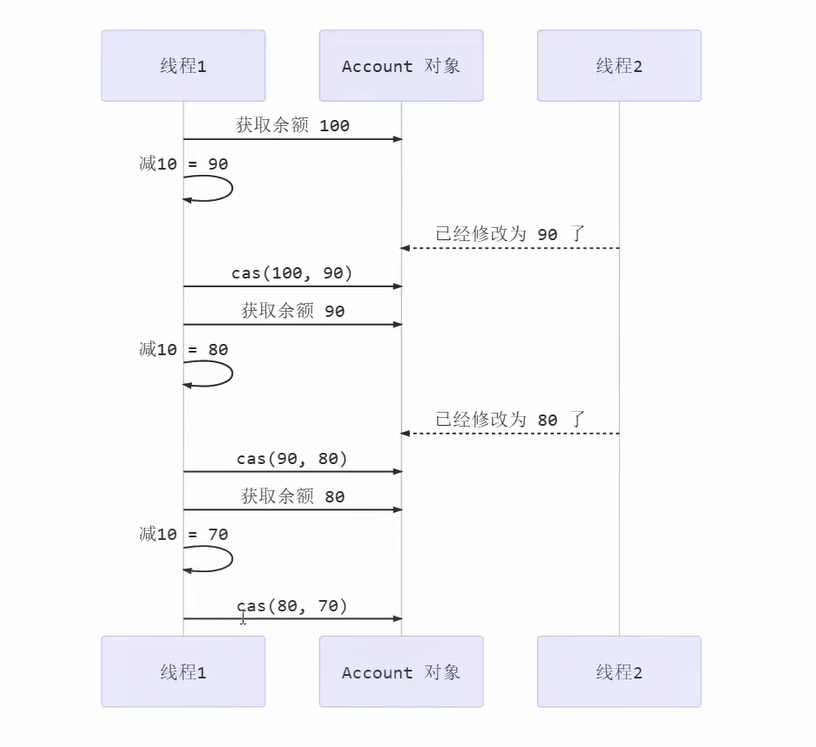 线程1
Account 对象
线程2
获取余额 100
减10 = 90
已经修改为 90 了
cas(100, 90)
获取余额 90
减10 = 80
已经修改为 80 了
cas(90, 80)
获取余额 80
减10 = 70
cas(80, 70)
线程1
Account 对象
线程2